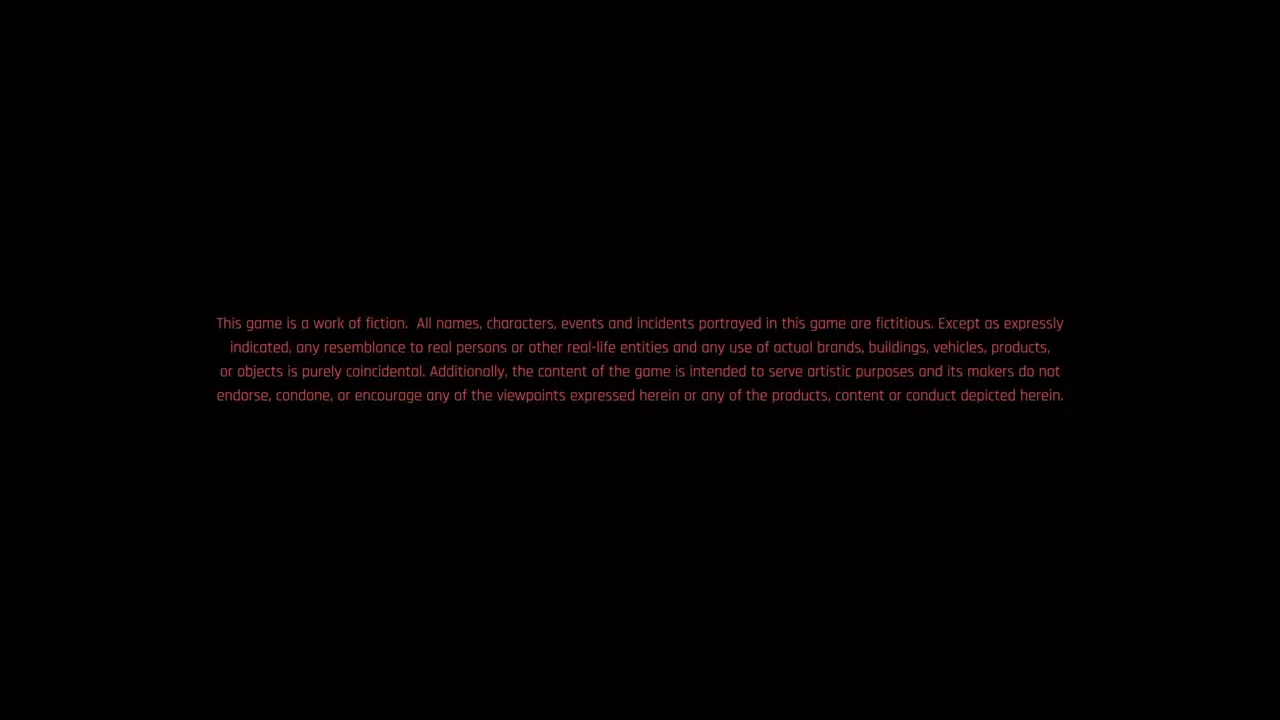 This game is a work of fiction.  All names, characters, events and incidents portrayed in this game are fictitious. Except as expressly
indicated, any resemblance to real persons or other real-life entities and any use of actual brands, buildings, vehicles, products,
or objects is purely coincidental. Additionally, the content of the game is intended to serve artistic purposes and its makers do not
endorse, condone, or encourage any of the viewpoints expressed herein or any of the products, content or conduct depicted herein.